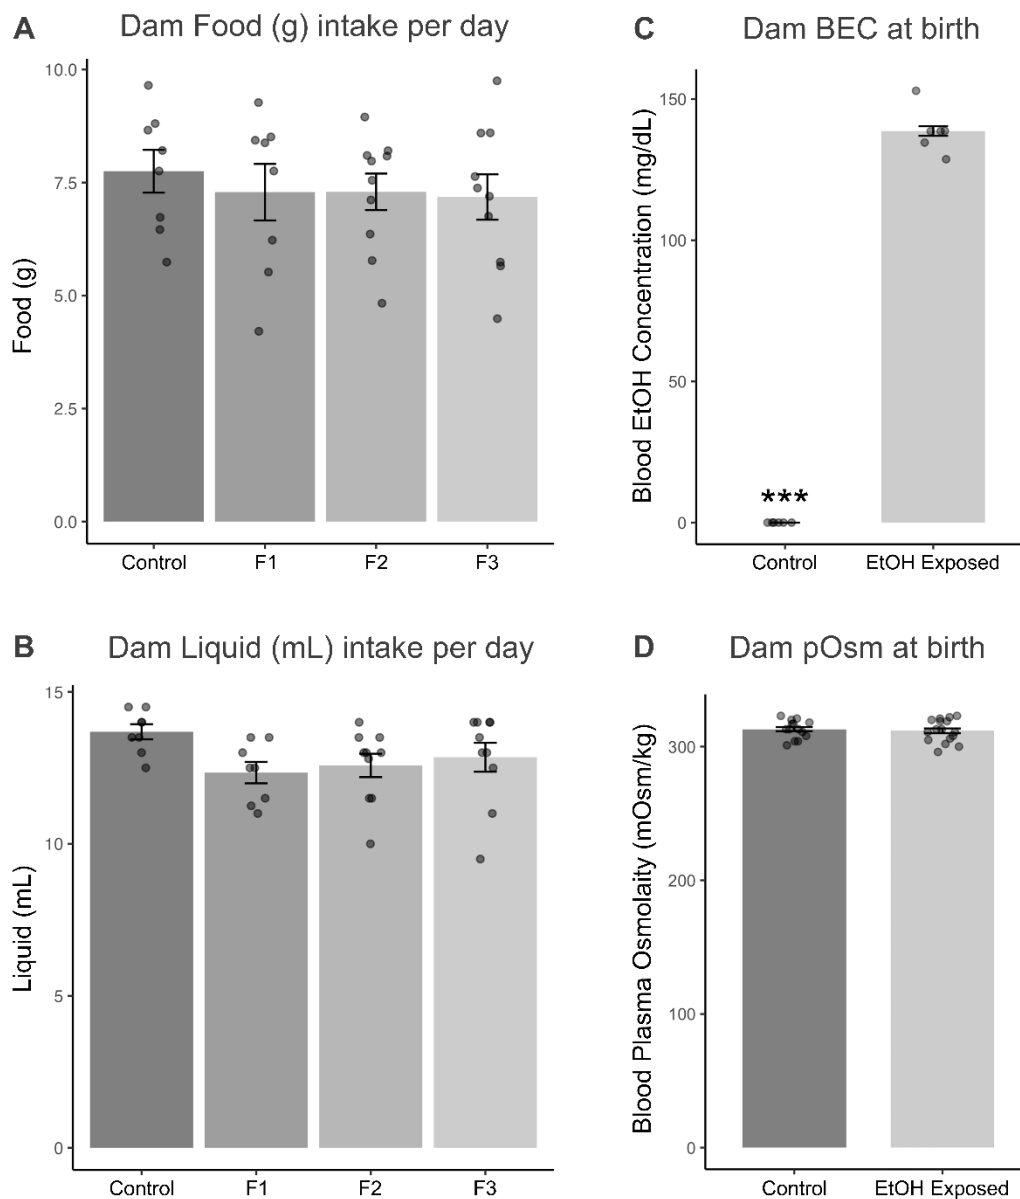 A
Dam Food (g) intake per day
Food (g)
10.0
7.5
5.0
2.5
0.0
Control
F1
F2
F3
C
Dam BEC at birth
Blood EtOH Concentration (mg/dL)
150
100
50
0
***
Control
EtOH Exposed
B
Dam Liquid (mL) intake per day
Liquid (mL)
15
10
5
0
Control
F1
F2
F3
D
Dam pOsm at birth
Blood Plasma Osmolaity (mOsm/kg)
300
200
100
0
Control
EtOH Exposed